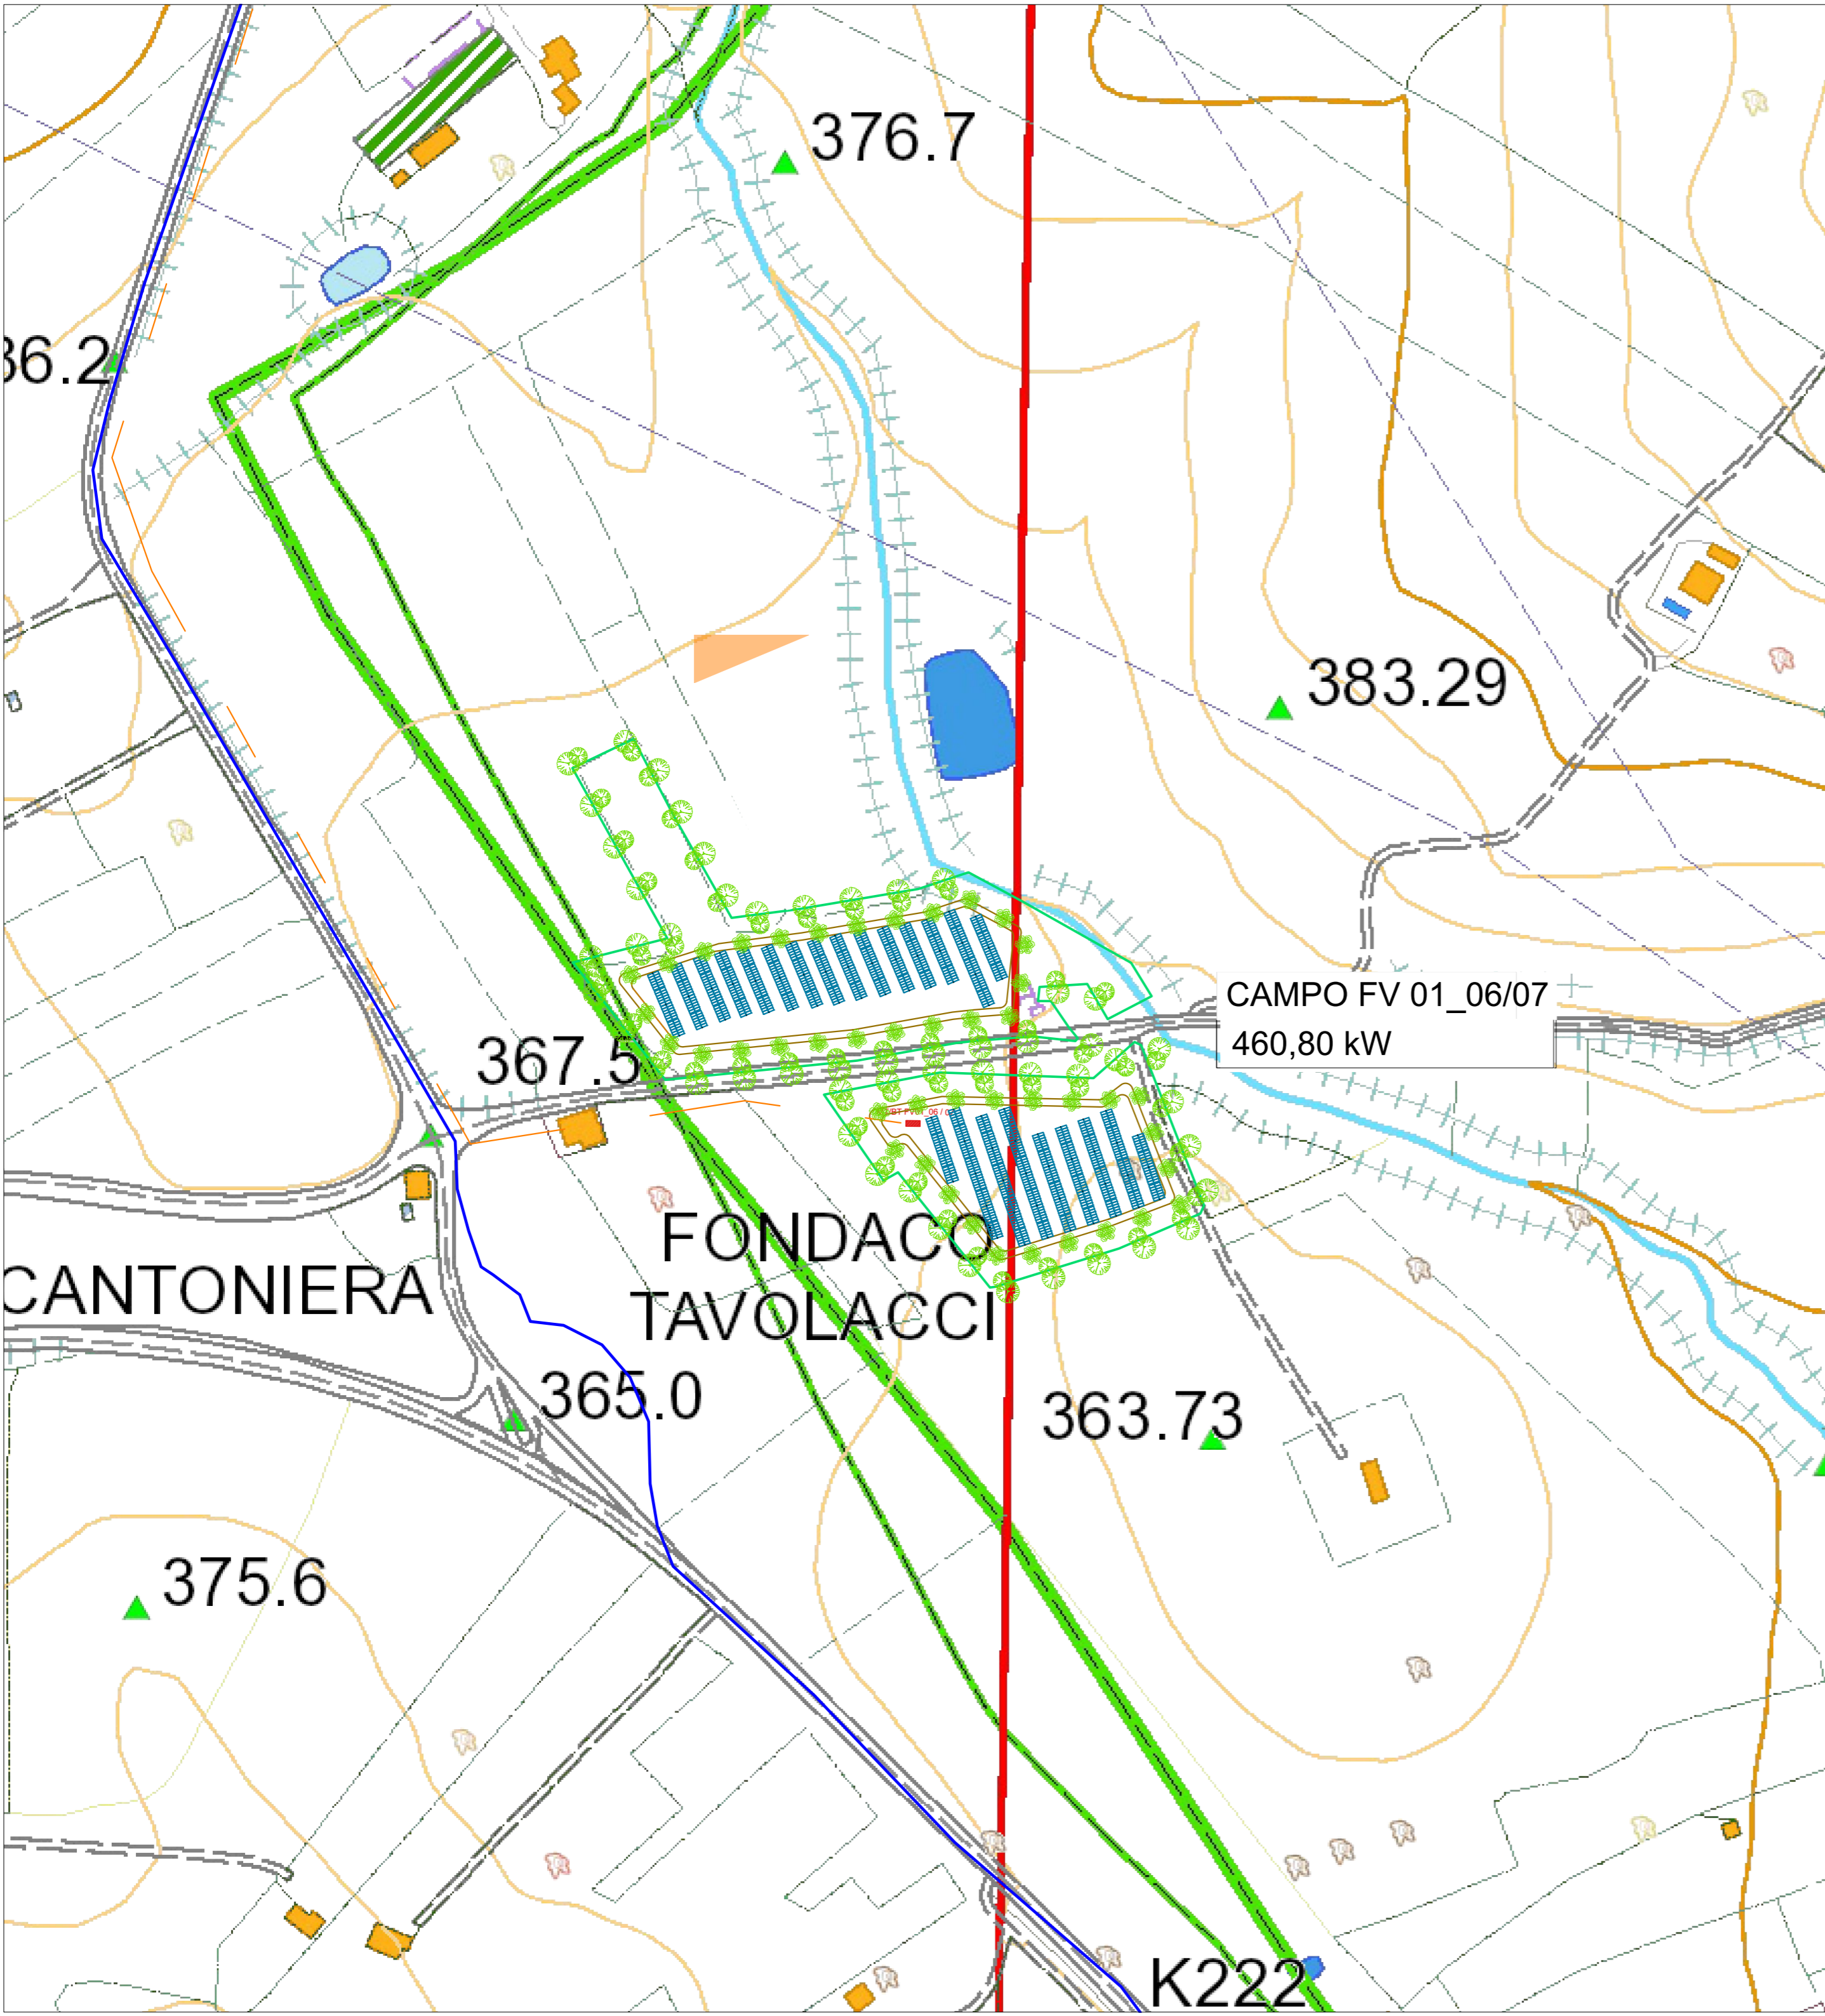 376.7
36.2
383.29
CAMPO FV 01_06/07
460,80 kW
367.5
FONDACO
TAVOLACCI
CANTONIERA
365.0
363.73
375.6
K222